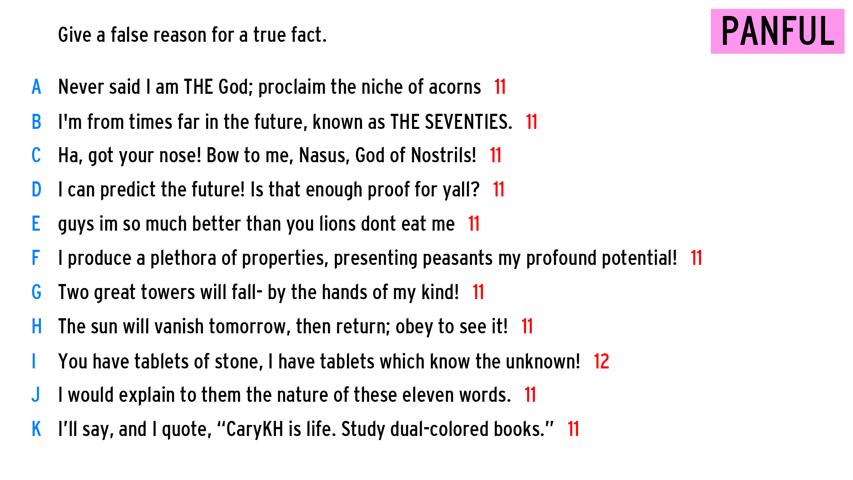 Give a false reason for a true fact.
PANFUL
A Never said I am THE God; proclaim the niche of acorns 11
B I'm from times far in the future, known as THE SEVENTIES. 11
C Ha, got your nose! Bow to me, Nasus, God of Nostrils! 11
D I can predict the future! Is that enough proof for yall? 11
E guys im so much better than you lions dont eat me 11
F I produce a plethora of properties, presenting peasants my profound potential! 11
G Two great towers will fall- by the hands of my kind! 11
H The sun will vanish tomorrow, then return; obey to see it! 11
I You have tablets of stone, I have tablets which know the unknown! 12
J I would explain to them the nature of these eleven words. 11
K I’ll say, and I quote, “CaryKH is life. Study dual-colored books.” 11